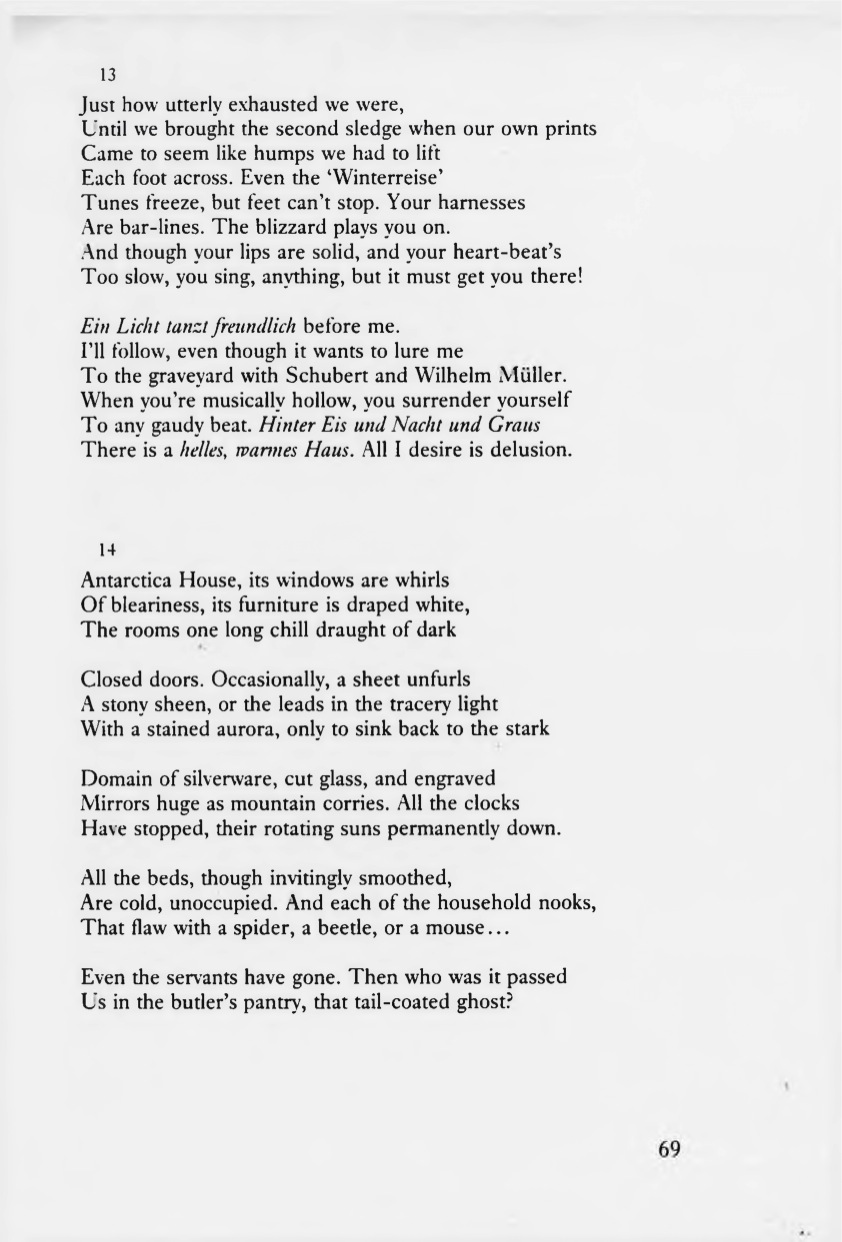 13
Just how utterly exhausted we were,
Until we brought the second sledge when our own prints
Came to seem like humps we had to lift
Each foot across. Even the ‘Winterreise’
Tunes freeze, but feet can’t stop. Your harnesses
Are bar-lines. The blizzard plays you on.
And though your lips are solid, and your heart-beat’s
Too slow, you sing, anything, but it must get you there!
Ein Licht tanzt freundlich before me.
I’ll follow, even though it wants to lure me
To the graveyard with Schubert and Wilhelm Müller.
When you’re musically hollow, you surrender yourself
To any gaudy beat. Hinter Eis und Nacht und Graus
There is a helles, warmes Haus. All I desire is delusion.
14
Antarctica House, its windows are whirls
Of bleariness, its furniture is draped white,
The rooms one long chill draught of dark
Closed doors. Occasionally, a sheet unfurls
A stony sheen, or the leads in the tracery light
With a stained aurora, only to sink back to the stark
Domain of silverware, cut glass, and engraved
Mirrors huge as mountain corries. All the clocks
Have stopped, their rotating suns permanently down.
All the beds, though invitingly smoothed,
Are cold, unoccupied. And each of the household nooks,
That flaw with a spider, a beetle, or a mouse...
Even the servants have gone. Then who was it passed
Us in the butler’s pantry, that tail-coated ghost?
69